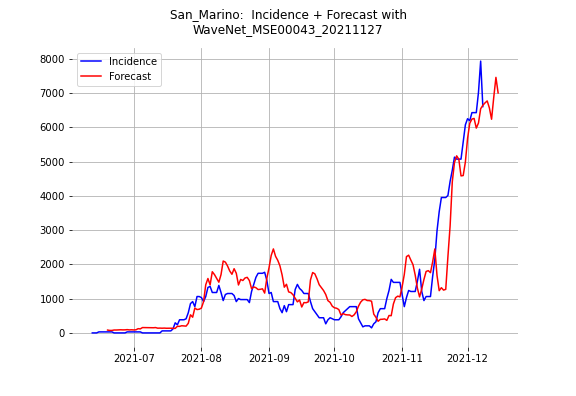 San_Marino:  Incidence + Forecast with
WaveNet_MSE00043_20211127
Incidence
Forecast
8000
7000
6000
5000
4000
3000
2000
1000
0
2021-07 2021-08 2021-09 2021-10 2021-11 2021-12